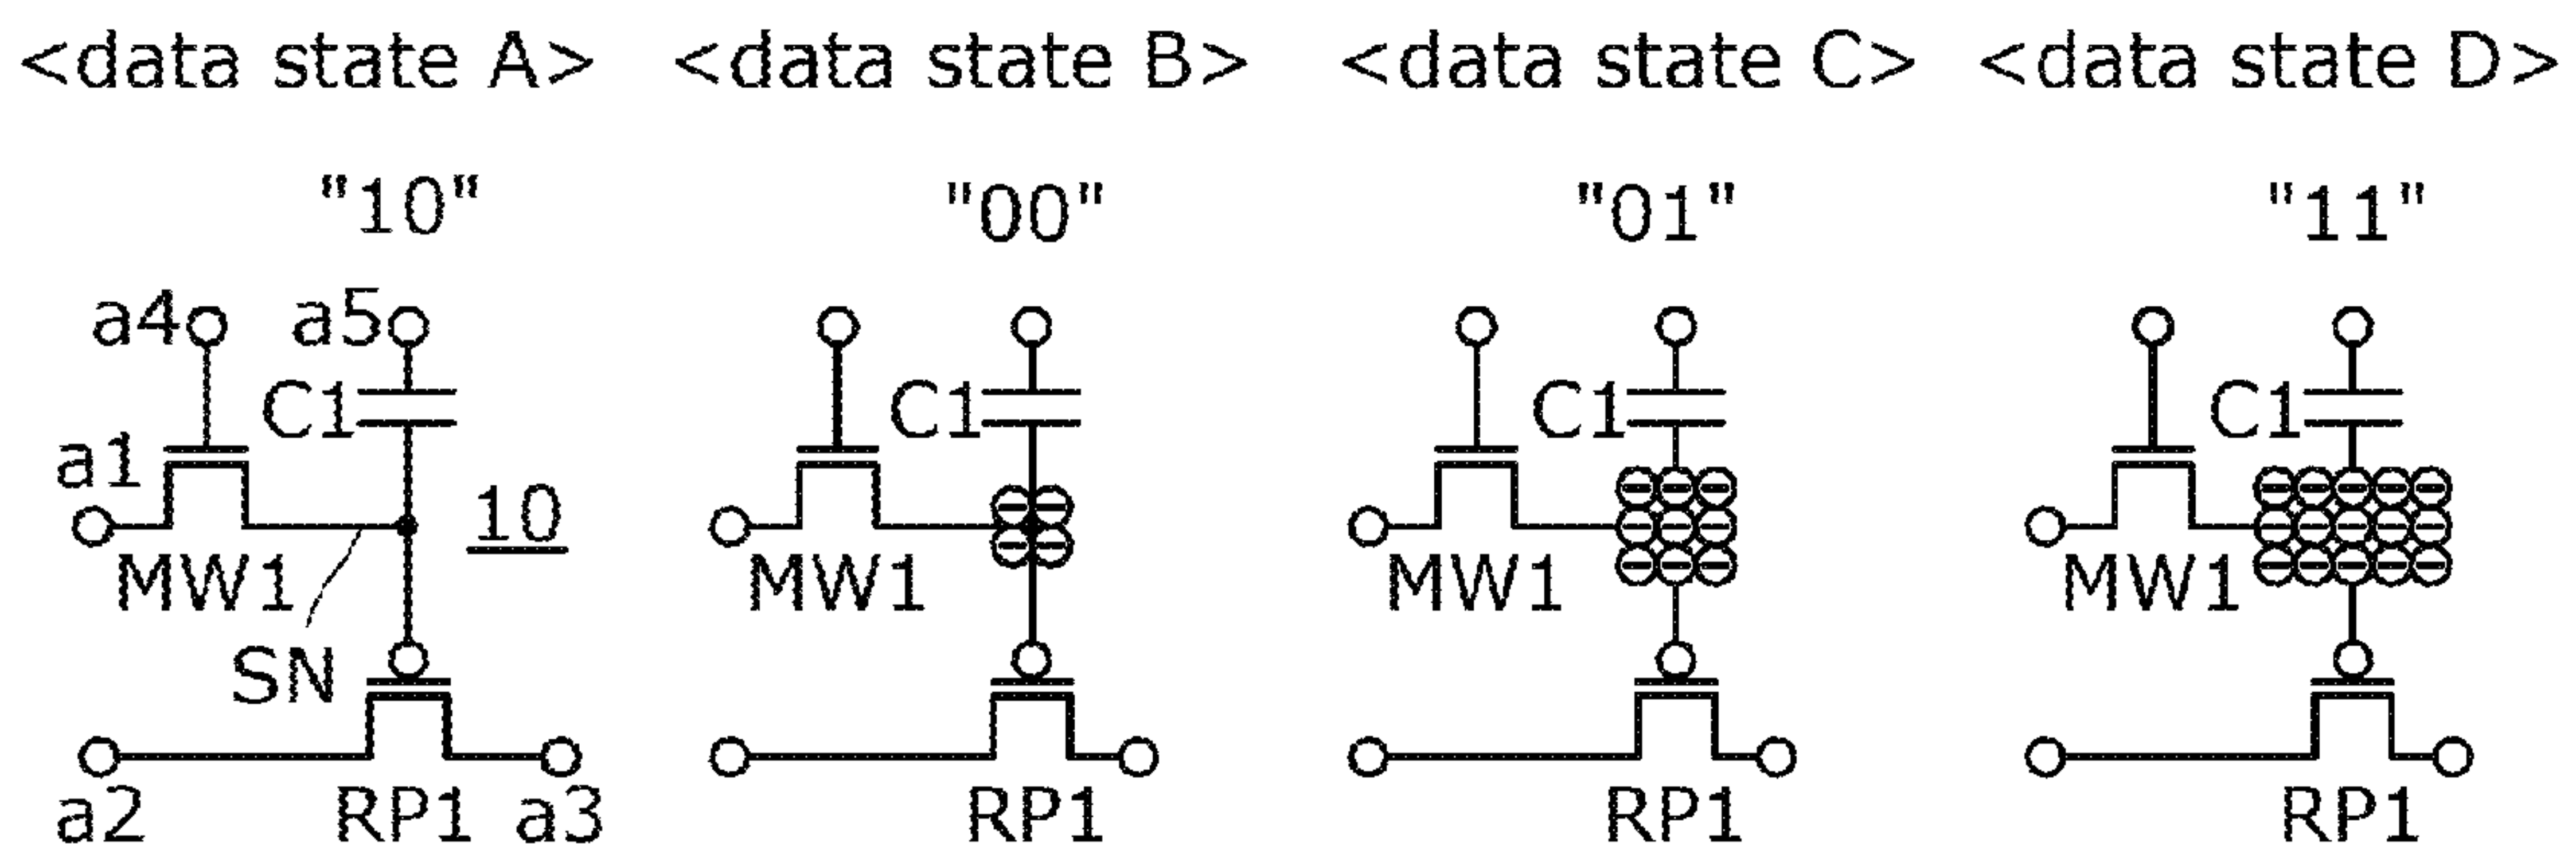 <data state A> <data state B> <data state C> <data state D>
"10" "00" "01" "11"
a4 a5
C1 C1 C1 C1
a1
10
MW1 MW1 MW1 MW1
SN
a2 RP1 a3 RP1 RP1 RP1